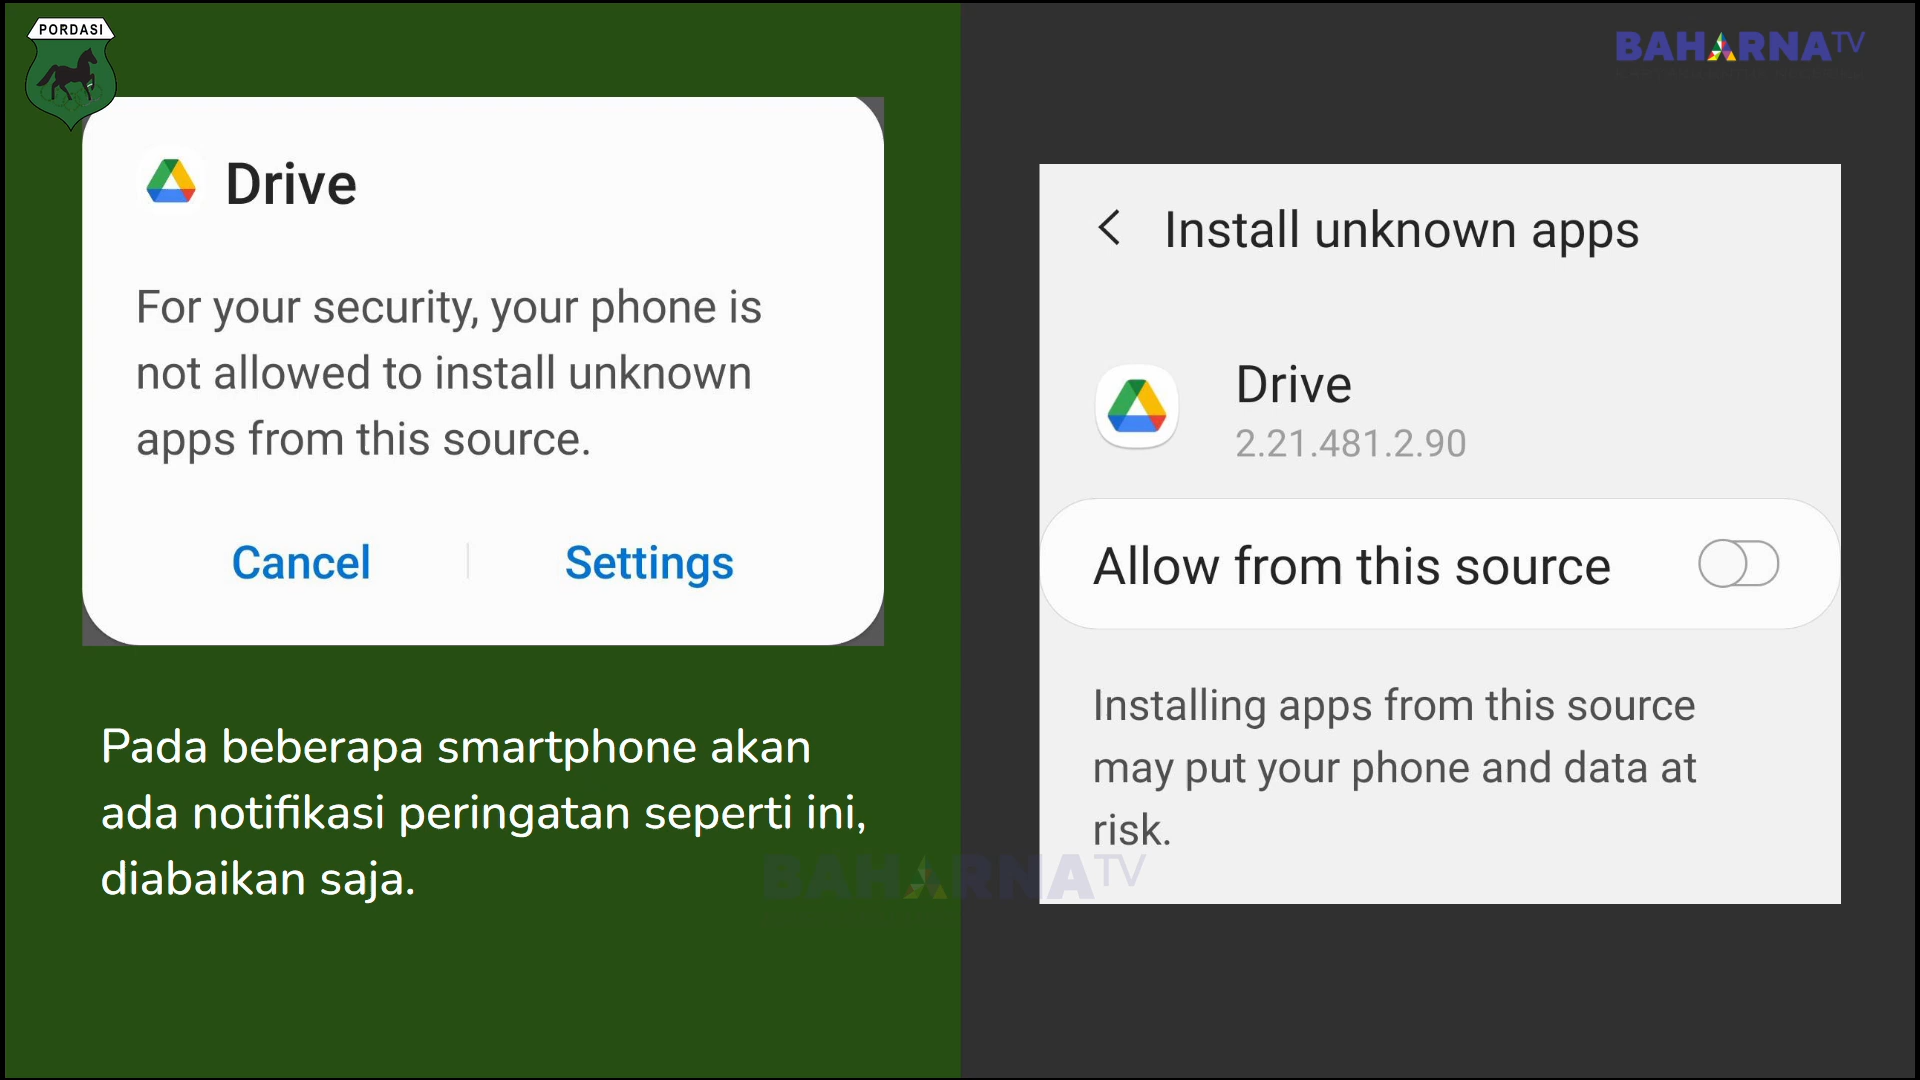 PORDASI
BAHARNATV
Drive
For your security, your phone is
not allowed to install unknown
apps from this source.
Cancel
Settings
Pada beberapa smartphone akan
ada notifikasi peringatan seperti ini,
diabaikan saja.
Install unknown apps
Drive
2.21.481.2.90
Allow from this source
Installing apps from this source
may put your phone and data at
risk.
BAHARNATV